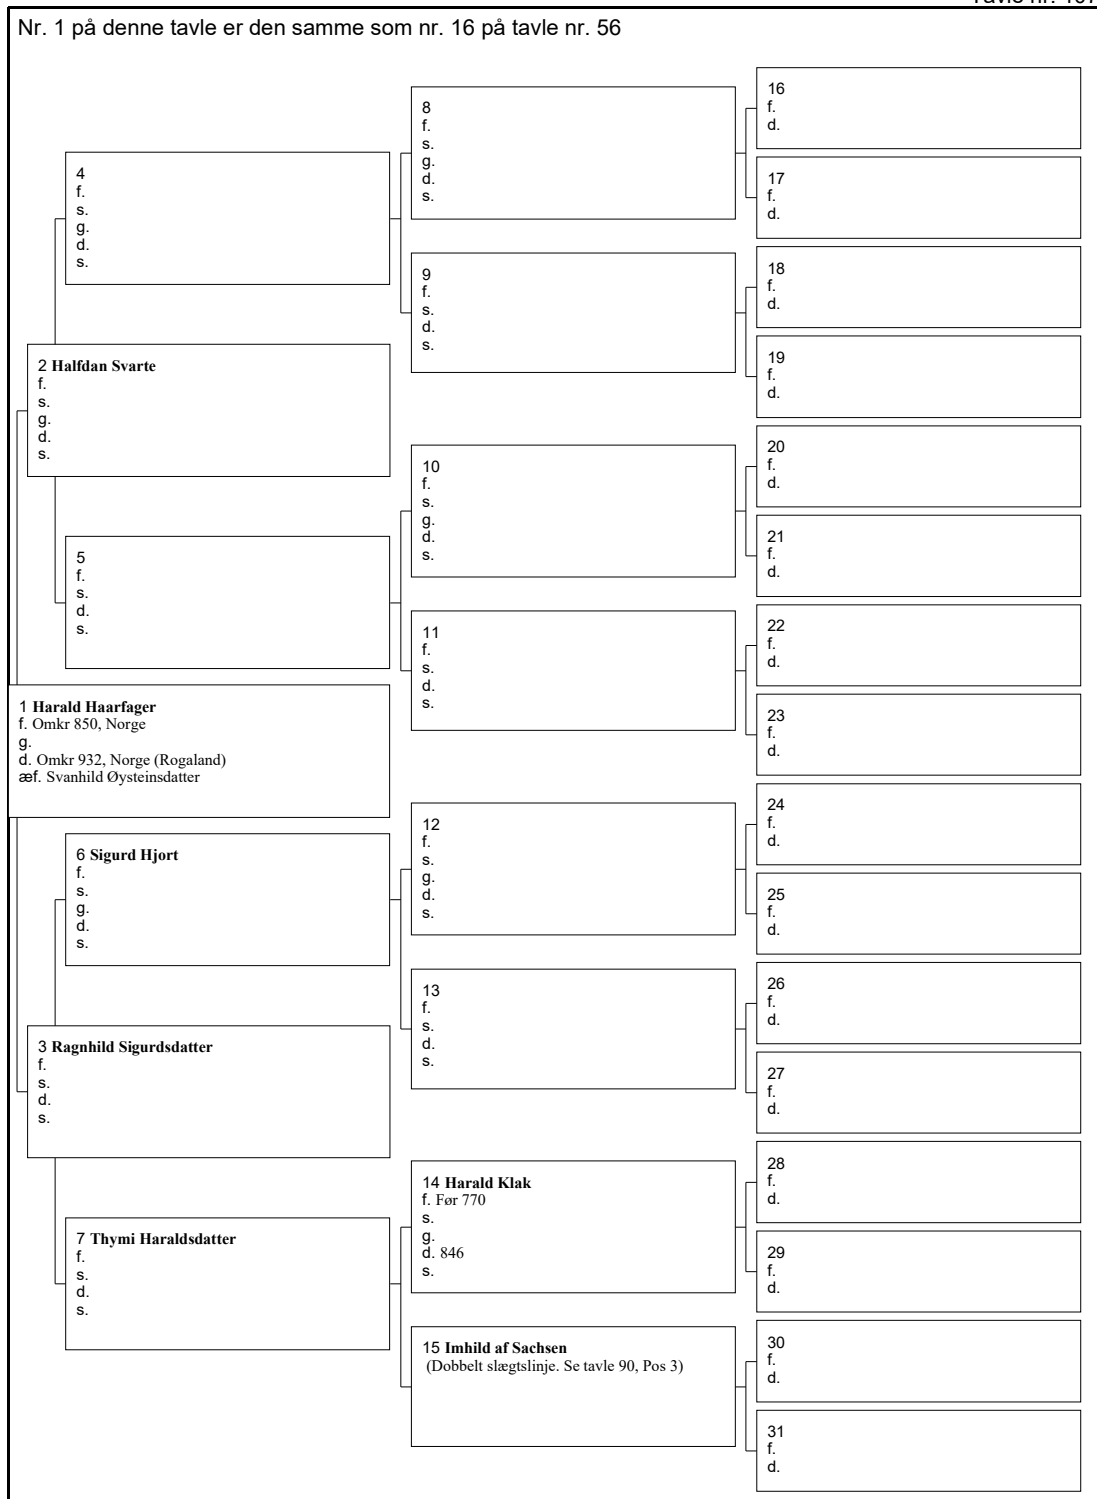 Nr. 1 på denne tavle er den samme som nr. 16 på tavle nr. 56
16
f.
d.
17
f.
d.
18
f.
d.
19
f.
d.
20
f.
d.
21
f.
d.
22
f.
d.
23
f.
d.
24
f.
d.
25
f.
d.
26
f.
d.
27
f.
d.
28
f.
d.
29
f.
d.
30
f.
d.
31
f.
d.
8
f.
s.
g.
d.
s.
9
f.
s.
d.
s.
10
f.
s.
g.
d.
s.
11
f.
s.
d.
s.
12
f.
s.
g.
d.
s.
13
f.
s.
d.
s.
14 Harald Klak
f. Før 770
s.
g.
d. 846
s.
15 Imhild af Sachsen
(Dobbelt slægtslinje. Se tavle 90, Pos 3)
4
f.
s.
g.
d.
s.
5
f.
s.
d.
s.
6 Sigurd Hjort
f.
s.
g.
d.
s.
7 Thymi Haraldsdatter
f.
s.
d.
s.
2 Halfdan Svarte
f.
s.
g.
d.
s.
3 Ragnhild Sigurdsdatter
f.
s.
d.
s.
1 Harald Haarfager
f. Omkr 850, Norge
g.
d. Omkr 932, Norge (Rogaland)
æf. Svanhild Øysteinsdatter